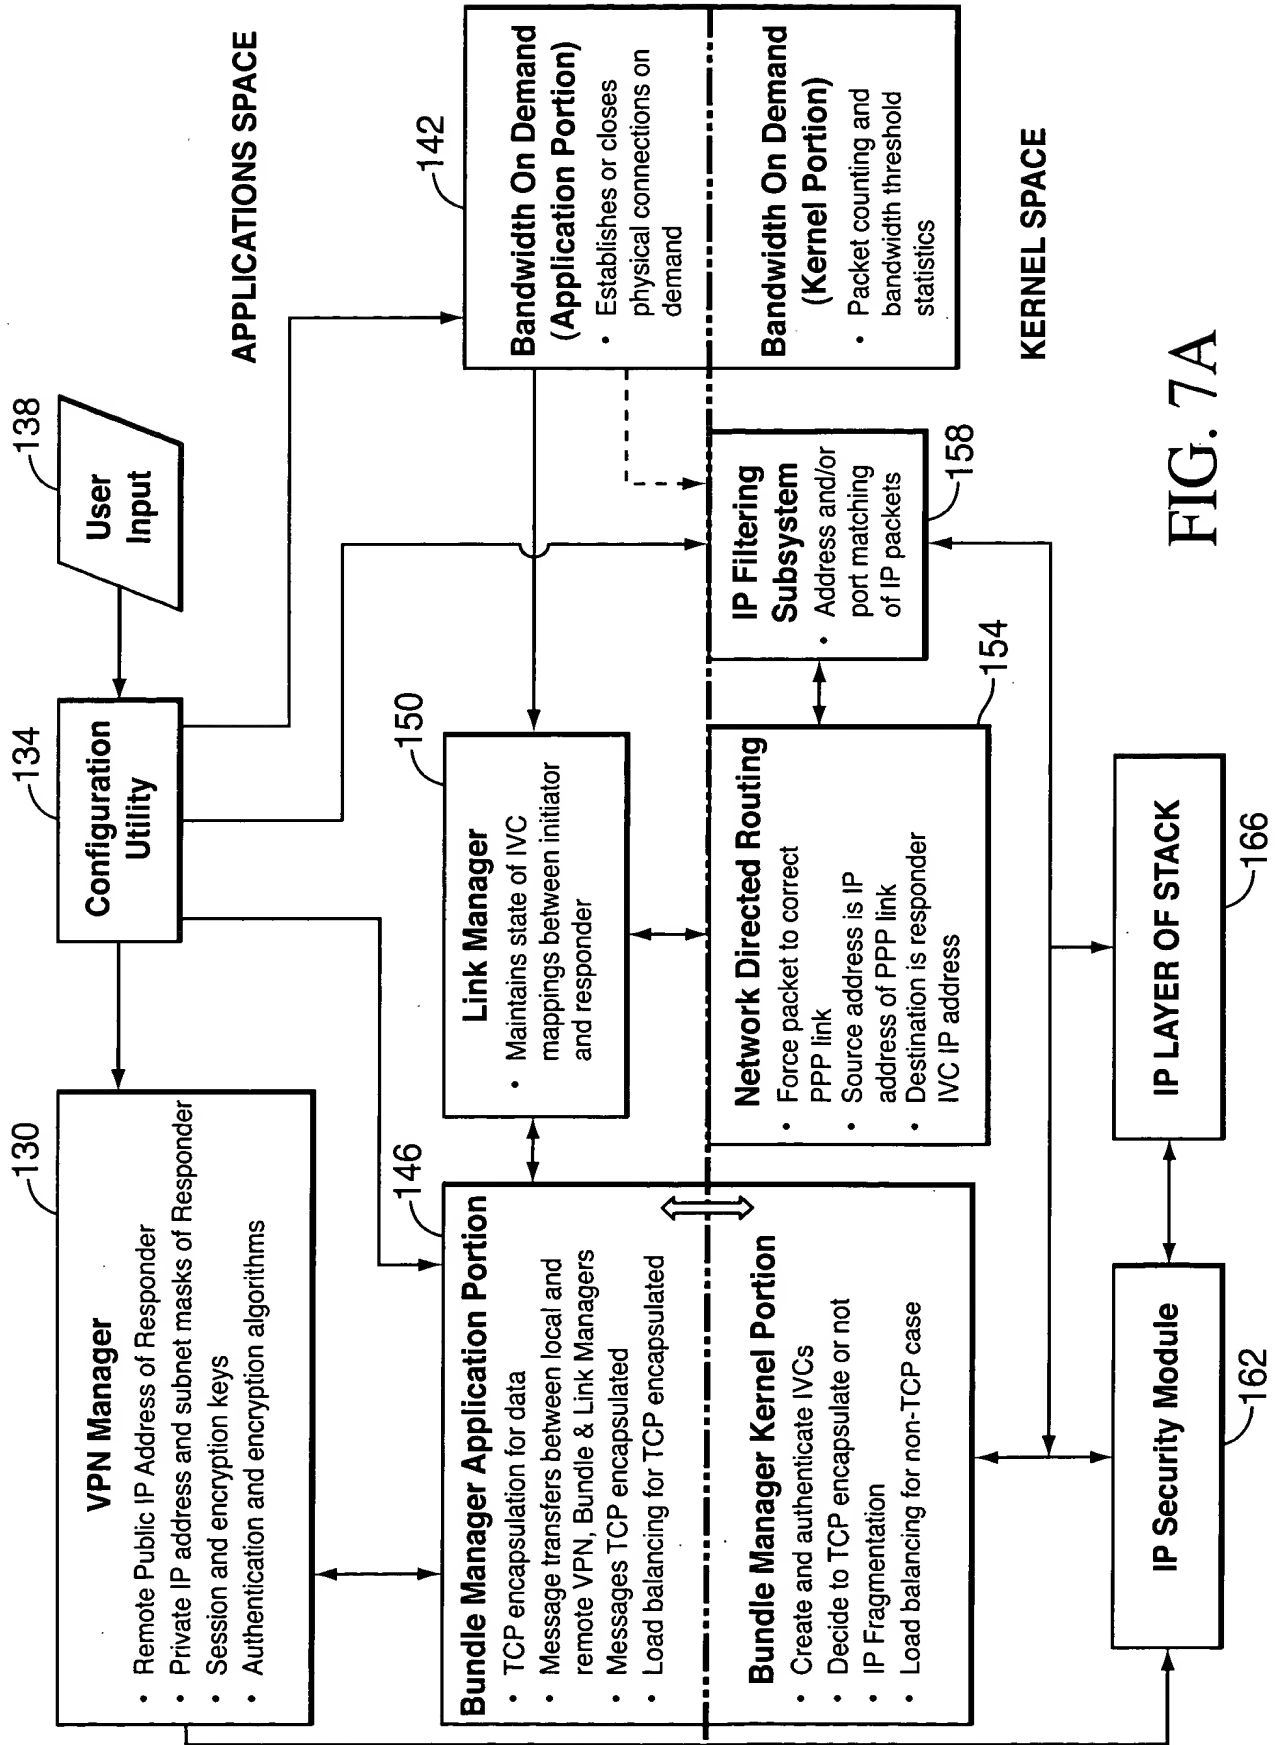 130
VPN Manager
• Remote Public IP Address of Responder
• Private IP address and subnet masks of Responder
• Session and encryption keys
• Authentication and encryption algorithms
134
Configuration
Utility
138
User
Input
APPLICATIONS SPACE
146
Bundle Manager Application Portion
• TCP encapsulation for data
• Message transfers between local and
remote VPN, Bundle & Link Managers
• Messages TCP encapsulated
• Load balancing for TCP encapsulated
Bundle Manager Kernel Portion
• Create and authenticate IVCs
• Decide to TCP encapsulate or not
• IP Fragmentation
• Load balancing for non-TCP case
150
Link Manager
• Maintains state of IVC
mappings between initiator
and responder
Network Directed Routing
• Force packet to correct
PPP link
• Source address is IP
address of PPP link
• Destination is responder
IVC IP address
154
IP Filtering
Subsystem
• Address and/or
port matching
of IP packets
158
142
Bandwidth On Demand
(Application Portion)
• Establishes or closes
physical connections on
demand
Bandwidth On Demand
(Kernel Portion)
• Packet counting and
bandwidth threshold
statistics
KERNEL SPACE
IP Security Module
162
IP LAYER OF STACK
166
FIG. 7A